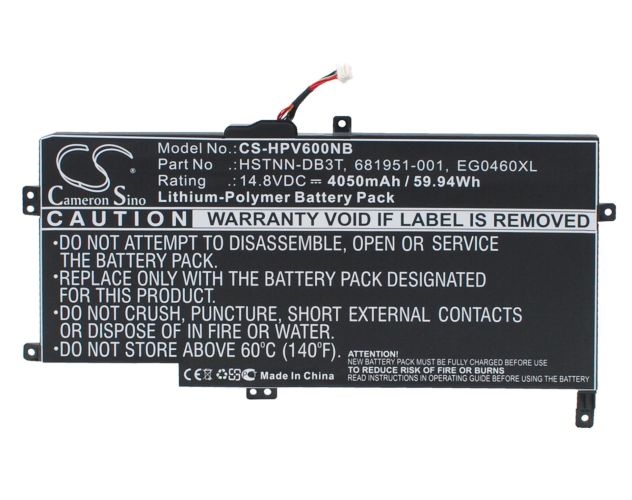 Model No.:CS-HPV600NB
Part No :HSTNN-DB3T, 681951-001, EG0460XL
Rating :14.8VDC ⎓ 4050mAh / 59.94Wh
Lithium-Polymer Battery Pack
CS
Cameron Sino
CAUTION WARRANTY VOID IF LABEL IS REMOVED
•DO NOT ATTEMPT TO DISASSEMBLE, OPEN OR SERVICE
THE BATTERY PACK.
•REPLACE ONLY WITH THE BATTERY PACK DESIGNATED
FOR THIS PRODUCT.
•DO NOT CRUSH, PUNCTURE, SHORT EXTERNAL CONTACTS
OR DISPOSE OF IN FIRE OR WATER.
•DO NOT STORE ABOVE 60°C (140°F).
ATTENTION!
NEW BATTERY PACK MUST BE FULLY CHARGED BEFORE USE.
TO REDUCE RISK OF FIRE OR BURNS
READ INSTRUCTIONS ON CHARGING BEFORE USING THE BATTERY
CE Made in China